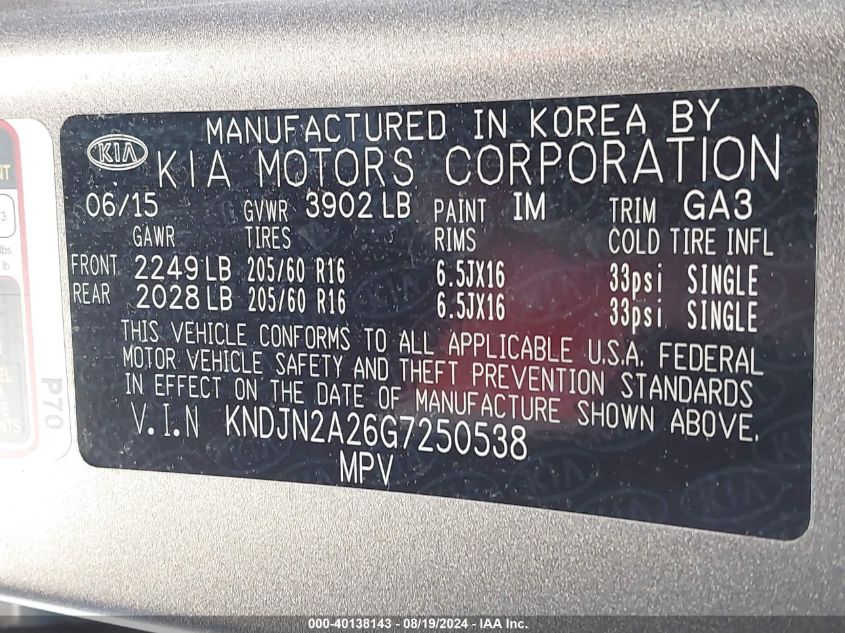 MANUFACTURED IN KOREA BY
KIA KIA MOTORS CORPORATION
06/15 GVWR 3902 LB PAINT IM TRIM GA3
GAWR TIRES RIMS COLD TIRE INFL
FRONT 2249 LB 205/60 R16 6.5JX16 33psi SINGLE
REAR 2028 LB 205/60 R16 6.5JX16 33psi SINGLE
THIS VEHICLE CONFORMS TO ALL APPLICABLE U.S.A. FEDERAL
MOTOR VEHICLE SAFETY AND THEFT PREVENTION STANDARDS
IN EFFECT ON THE DATE OF MANUFACTURE SHOWN ABOVE.
V.I.N KNDJN2A26G7250538
MPV
P70
000-40138143 - 08/19/2024 - IAA Inc.